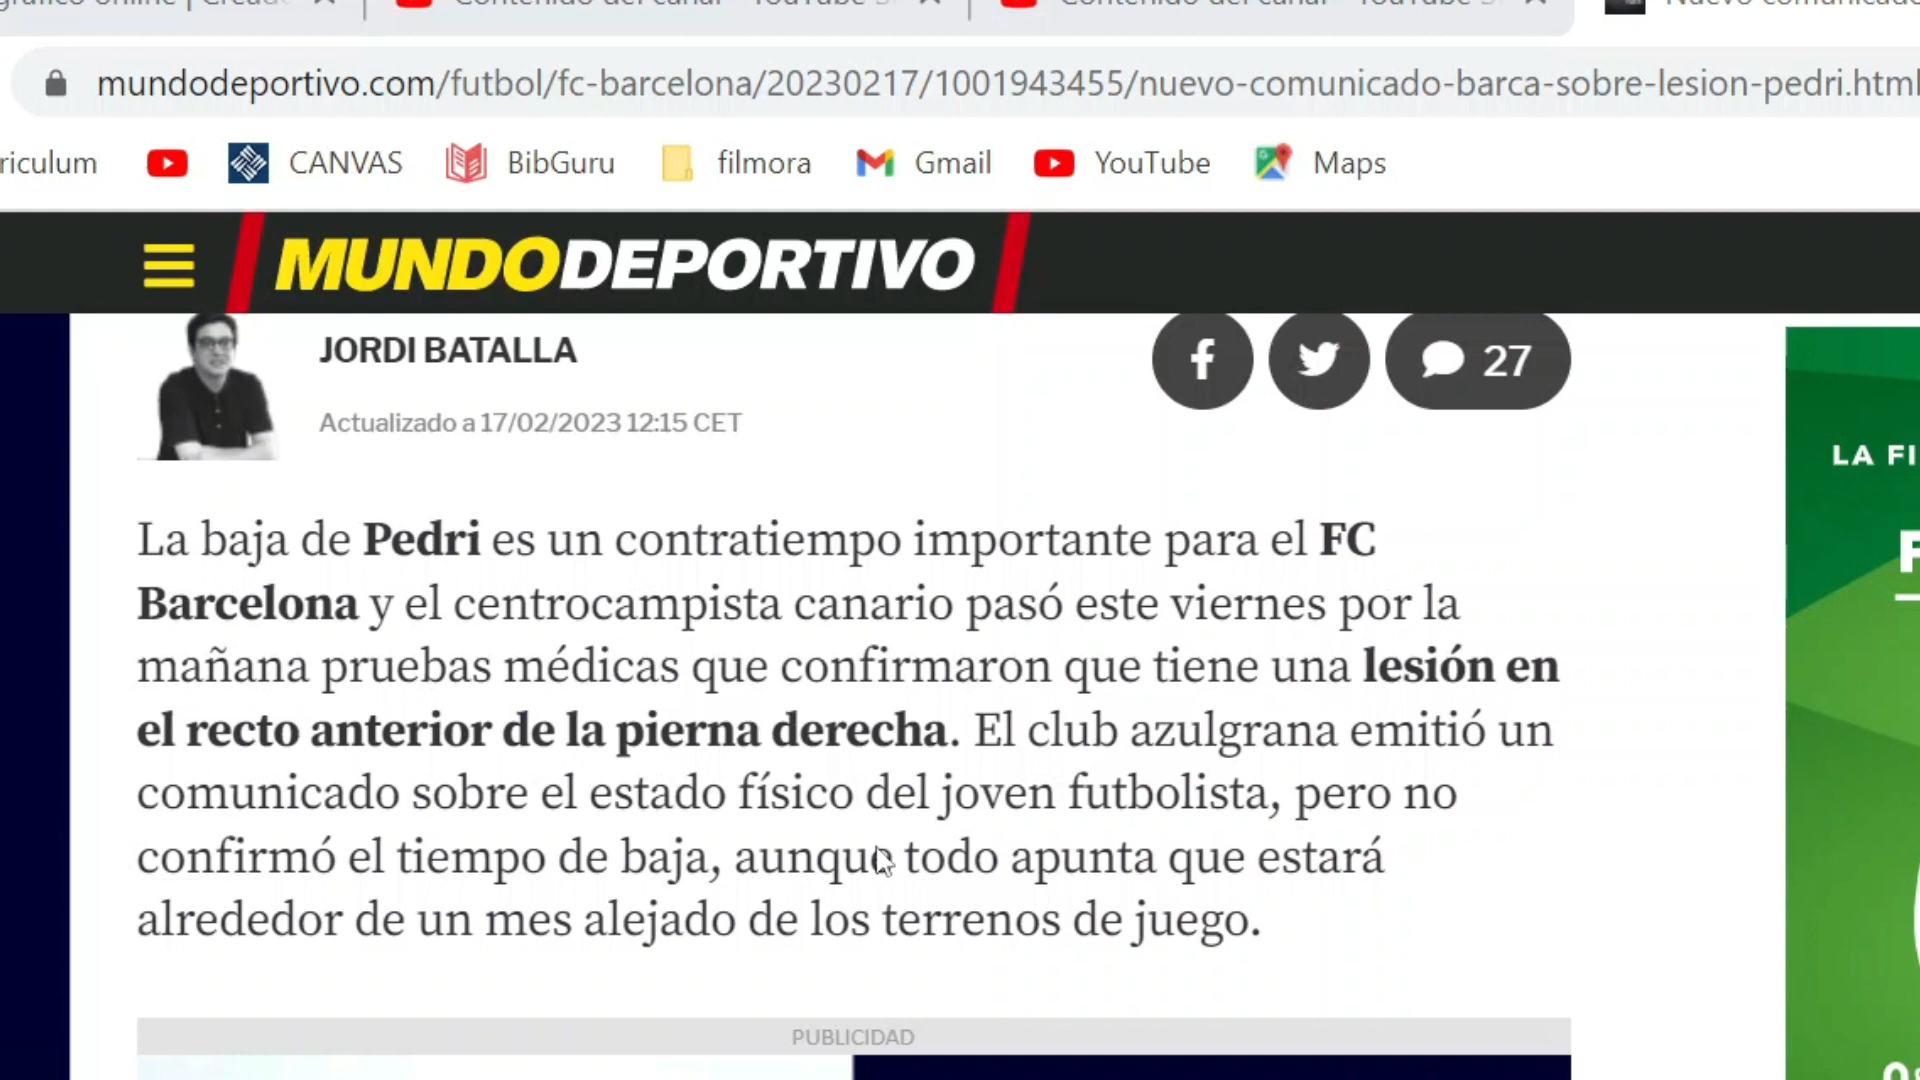 mundodeportivo.com/futbol/fc-barcelona/20230217/1001943455/nuevo-comunicado-barca-sobre-lesion-pedri.html
riculum CANVAS BibGuru filmora Gmail YouTube Maps
MUNDODEPORTIVO
JORDI BATALLA
27
Actualizado a 17/02/2023 12:15 CET
LA FI
La baja de Pedri es un contratiempo importante para el FC
Barcelona y el centrocampista canario pasó este viernes por la
mañana pruebas médicas que confirmaron que tiene una lesión en
el recto anterior de la pierna derecha. El club azulgrana emitió un
comunicado sobre el estado físico del joven futbolista, pero no
confirmó el tiempo de baja, aunque todo apunta que estará
alrededor de un mes alejado de los terrenos de juego.
PUBLICIDAD